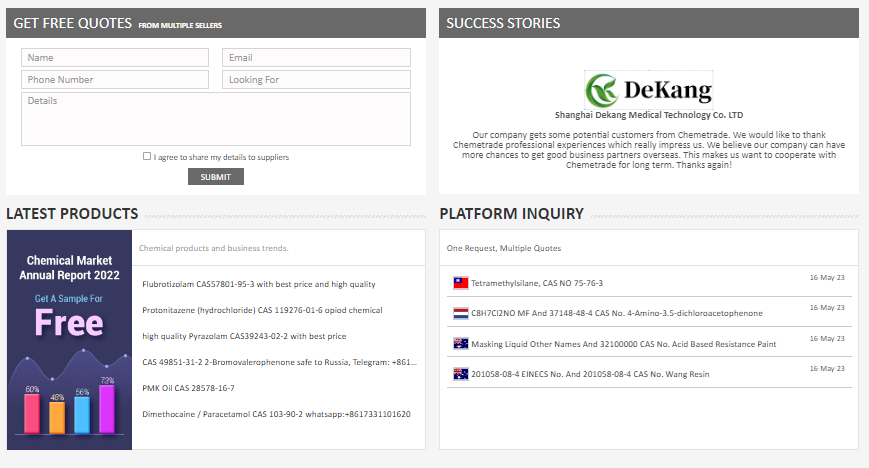 GET FREE QUOTES FROM MULTIPLE SELLERS
Name
Email
Phone Number
Looking For
Details
I agree to share my details to suppliers
SUBMIT
SUCCESS STORIES
DeKang
Shanghai Dekang Medical Technology Co. LTD
Our company gets some potential customers from Chemetrade. We would like to thank
Chemetrade professional experiences which really impress us. We believe our company can have
more chances to get good business partners overseas. This makes us want to cooperate with
Chemetrade for long term. Thanks again!
LATEST PRODUCTS
Chemical Market
Annual Report 2022
Get A Sample For
Free
60%
48%
56%
73%
Chemical products and business trends.
Flubrotizolam CAS57801-95-3 with best price and high quality
Protonitazene (hydrochloride) CAS 119276-01-6 opiod chemical
high quality Pyrazolam CAS39243-02-2 with best price
CAS 49851-31-2 2-Bromovalerophenone safe to Russia, Telegram: +861...
PMK Oil CAS 28578-16-7
Dimethocaine / Paracetamol CAS 103-90-2 whatsapp:+8617331101620
PLATFORM INQUIRY
One Request, Multiple Quotes
Tetramethylsilane, CAS NO 75-76-3
16 May 23
C8H7Cl2NO MF And 37148-48-4 CAS No. 4-Amino-3.5-dichloroacetophenone
16 May 23
Masking Liquid Other Names And 32100000 CAS No. Acid Based Resistance Paint
16 May 23
201058-08-4 EINECS No. And 201058-08-4 CAS No. Wang Resin
16 May 23